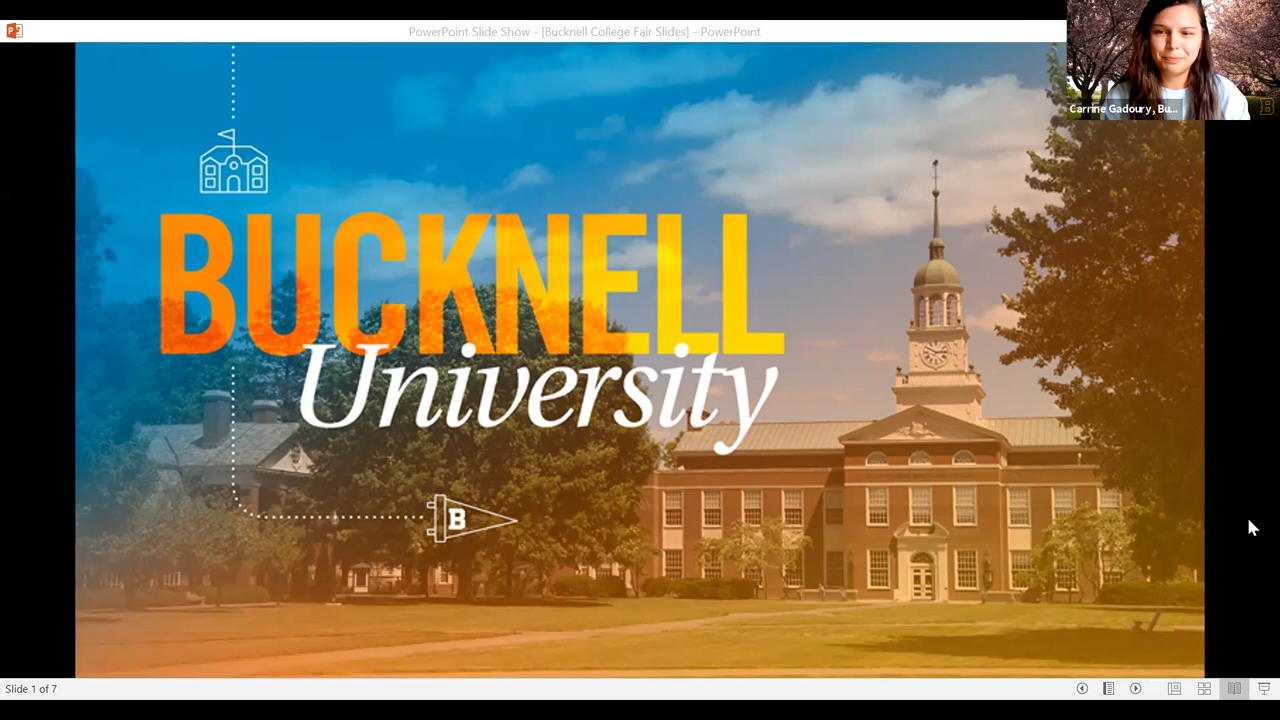 PowerPoint Slide Show - [Bucknell College Fair Slides] - PowerPoint
Carrine Gadoury, Bu...
BUCKNELL
University
B
Slide 1 of 7